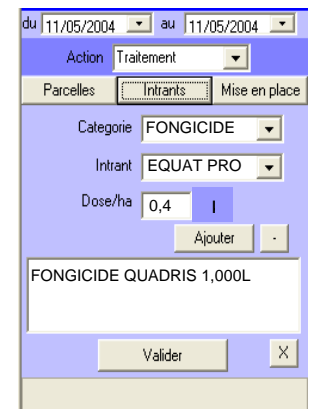 du 11/05/2004 au 11/05/2004
Action Traitement
Parcelles Intrants Mise en place
Categorie FONGICIDE
Intrant EQUAT PRO
Dose/ha 0,4 l
Ajouter -
FONGICIDE QUADRIS 1,000L
Valider X